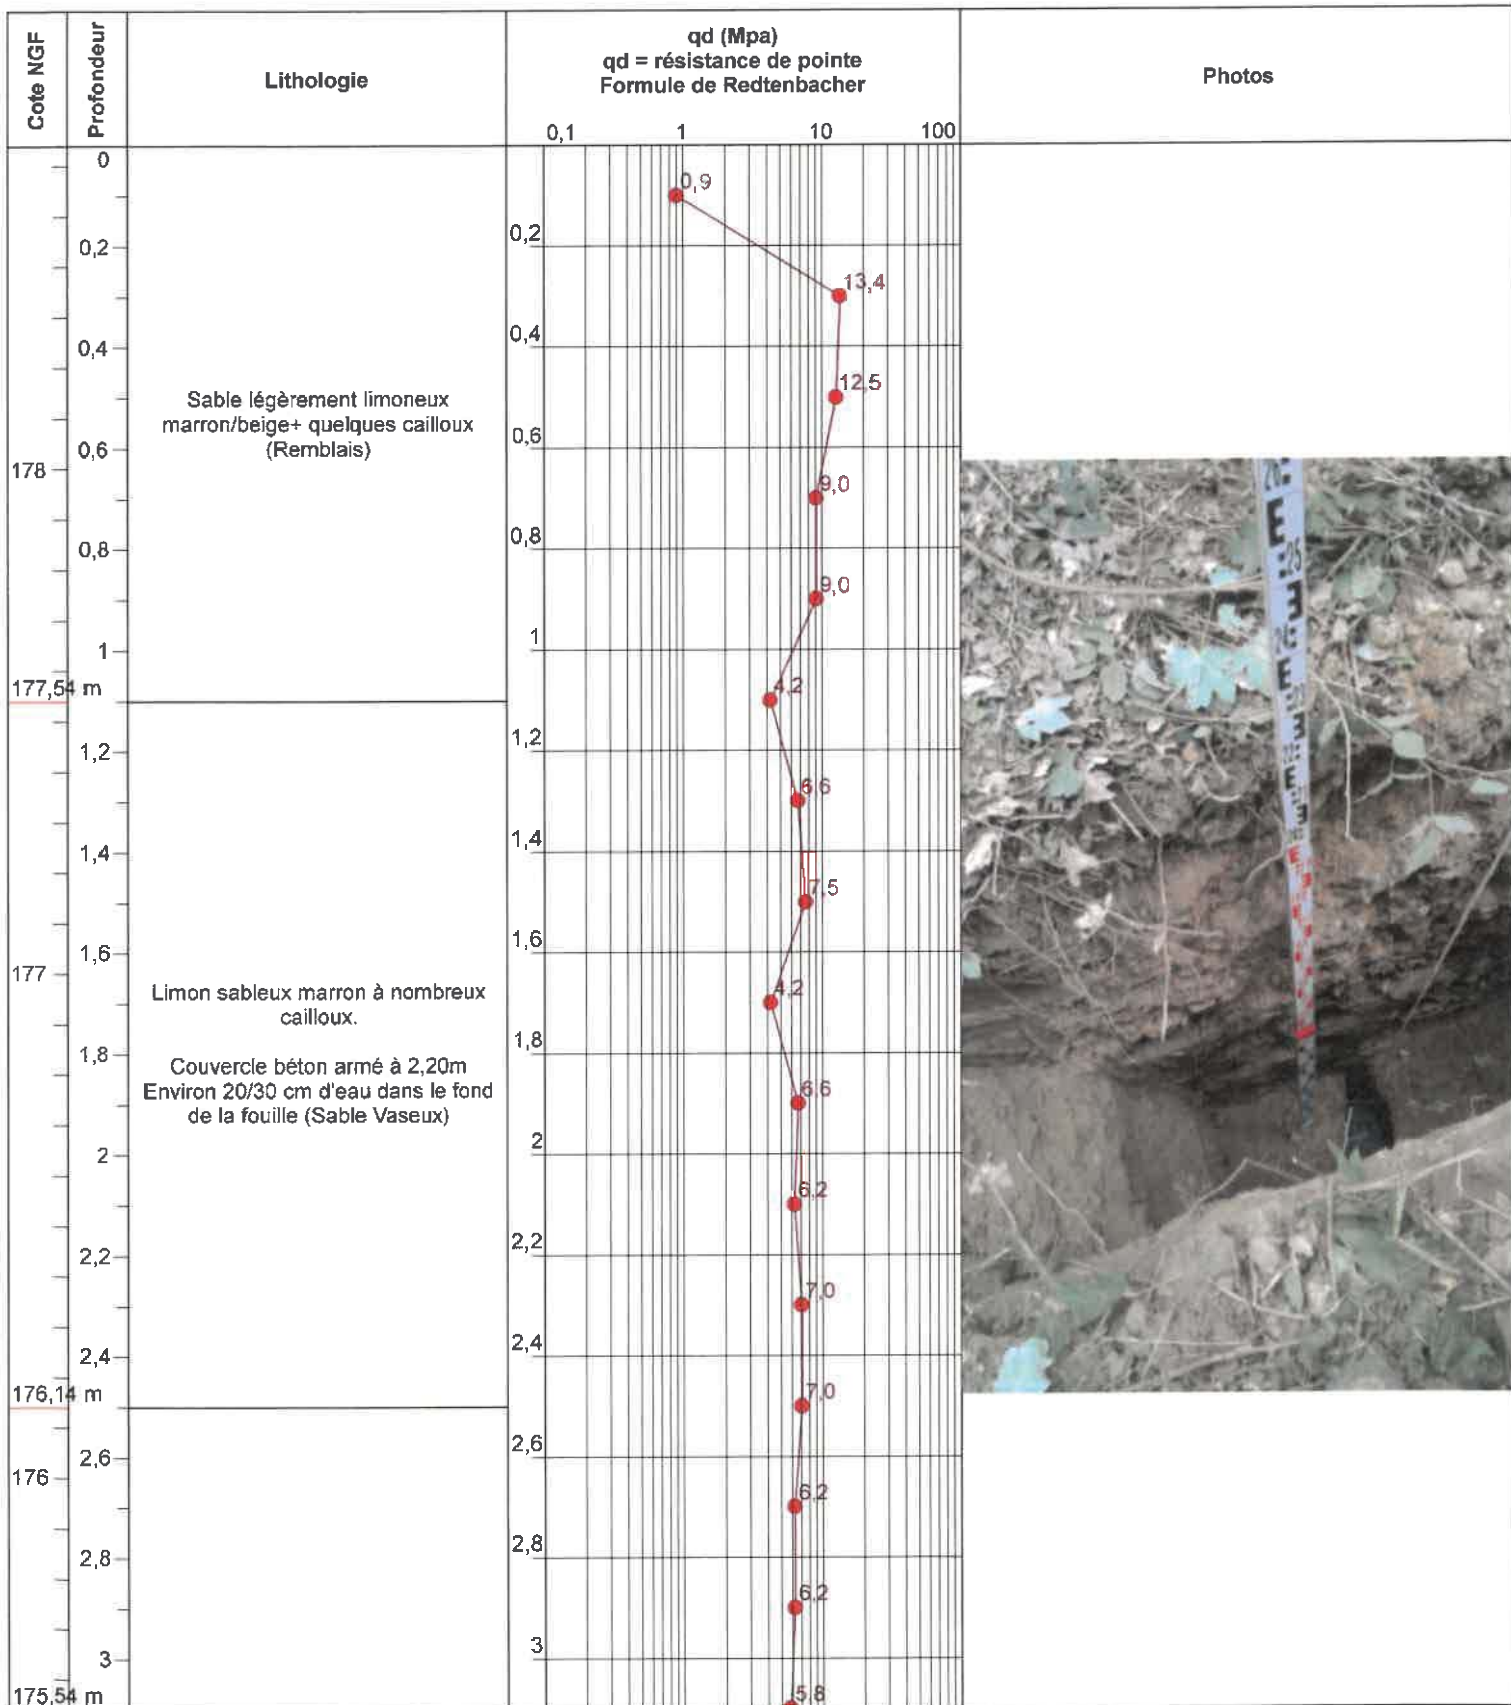 Cote NGF
Profondeur
Lithologie
qd (Mpa)
qd = résistance de pointe
Formule de Redtenbacher
0,1 1 10 100
Photos
0
0,2
0,4
0,6
0,8
1
1,2
1,4
1,6
1,8
2
2,2
2,4
2,6
2,8
3
178
177,54 m
177
176,14 m
176
175,54 m
Sable légèrement limoneux
marron/beige+ quelques cailloux
(Remblais)
Limon sableux marron à nombreux
cailloux.
Couvercle béton armé à 2,20m
Environ 20/30 cm d'eau dans le fond
de la fouille (Sable Vaseux)
0,2
0,4
0,6
0,8
1
1,2
1,4
1,6
1,8
2
2,2
2,4
2,6
2,8
3
0,9
13,4
12,5
9,0
9,0
4,2
6,6
7,5
4,2
6,6
6,2
7,0
7,0
6,2
6,2
5,8